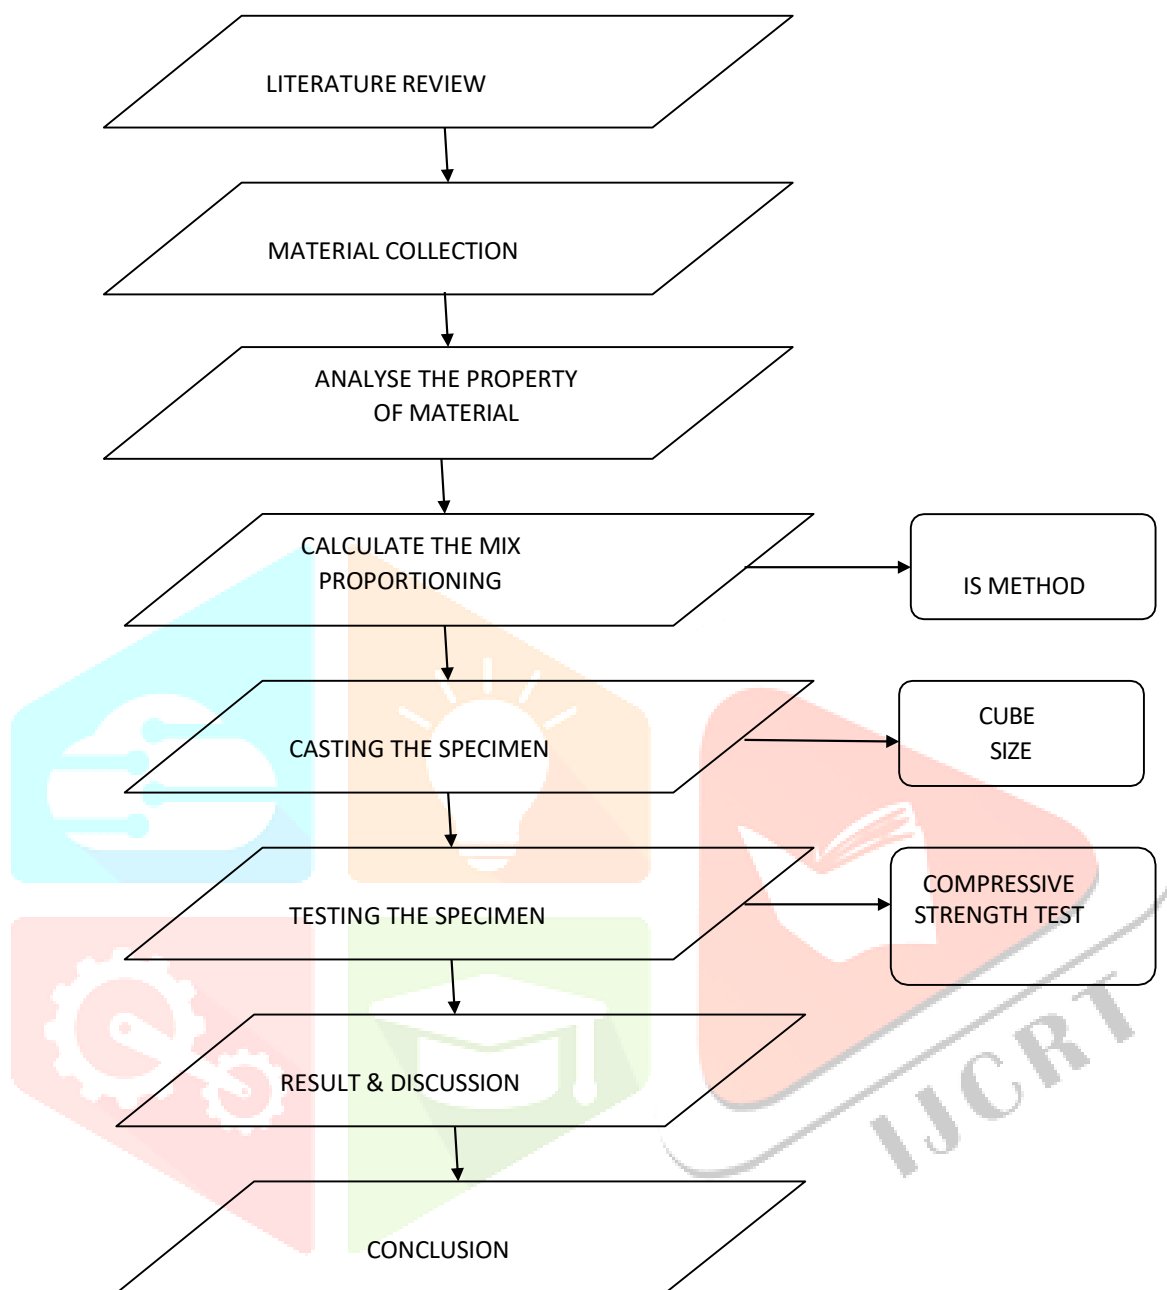 LITERATURE REVIEW
MATERIAL COLLECTION
ANALYSE THE PROPERTY
OF MATERIAL
CALCULATE THE MIX
PROPORTIONING
IS METHOD
CASTING THE SPECIMEN
CUBE
SIZE
TESTING THE SPECIMEN
COMPRESSIVE
STRENGTH TEST
RESULT & DISCUSSION
IJCRT
CONCLUSION